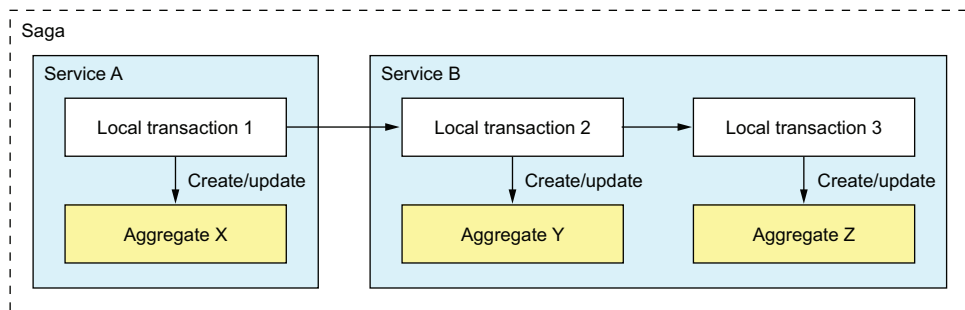 Saga
Service A
Service B
Local transaction 1
Local transaction 2
Local transaction 3
Create/update
Create/update
Create/update
Aggregate X
Aggregate Y
Aggregate Z